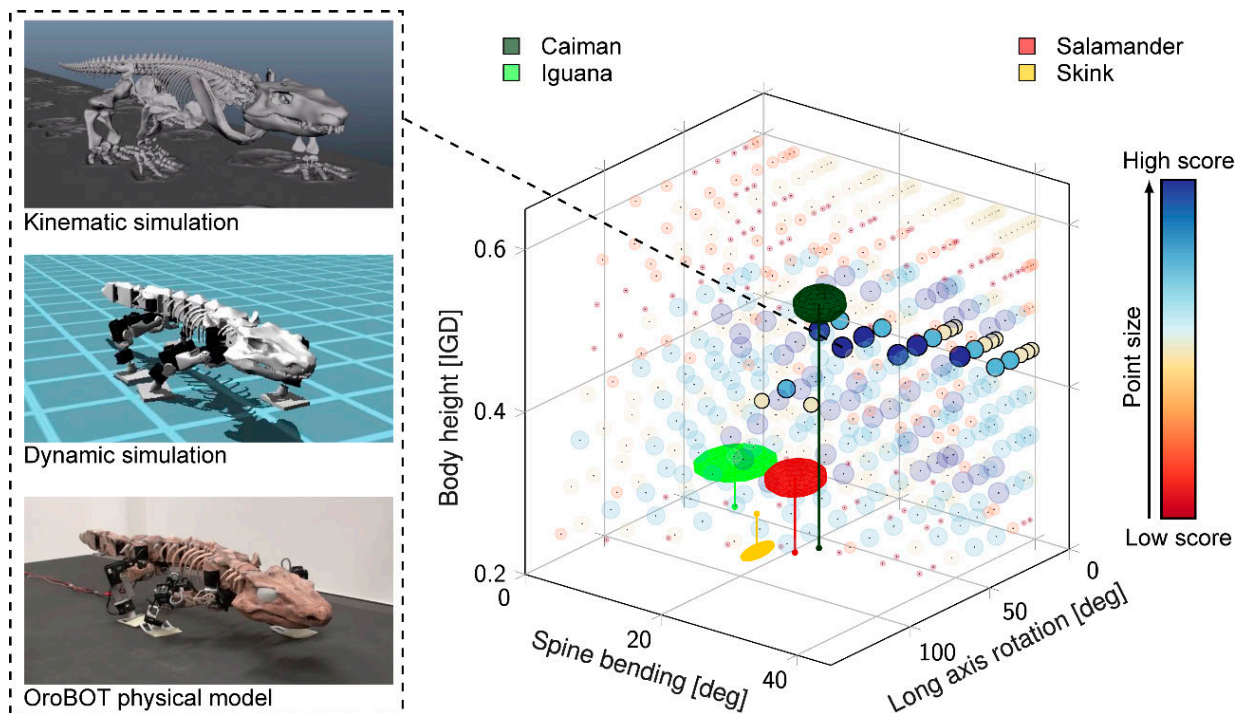 Kinematic simulation
Dynamic simulation
OroBOT physical model
Caiman
Iguana
Salamander
Skink
Body height [IGD]
0.6
0.4
0.2
Spine bending [deg]
0
20
40
Long axis rotation [deg]
100
50
0
High score
Point size
Low score